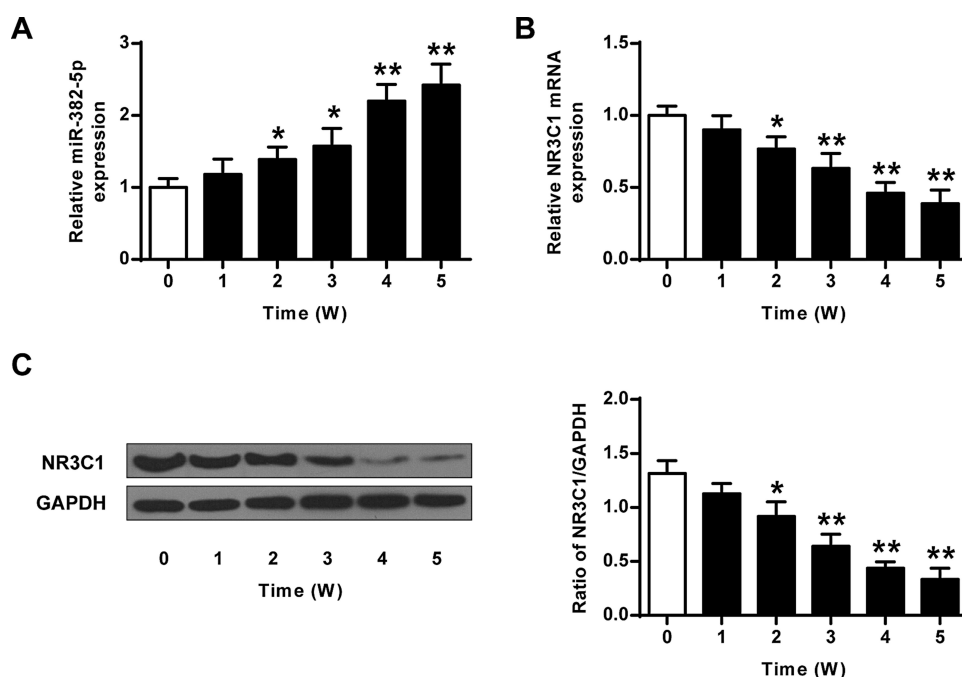 A
Relative miR-382-5p
expression
3
2
1
0
*
*
**
**
0 1 2 3 4 5
Time (W)
B
Relative NR3C1 mRNA
expression
1.5
1.0
0.5
0.0
*
**
**
**
0 1 2 3 4 5
Time (W)
C
NR3C1
GAPDH
0 1 2 3 4 5
Time (W)
Ratio of NR3C1/GAPDH
2.0
1.5
1.0
0.5
0.0
*
**
**
**
0 1 2 3 4 5
Time (W)